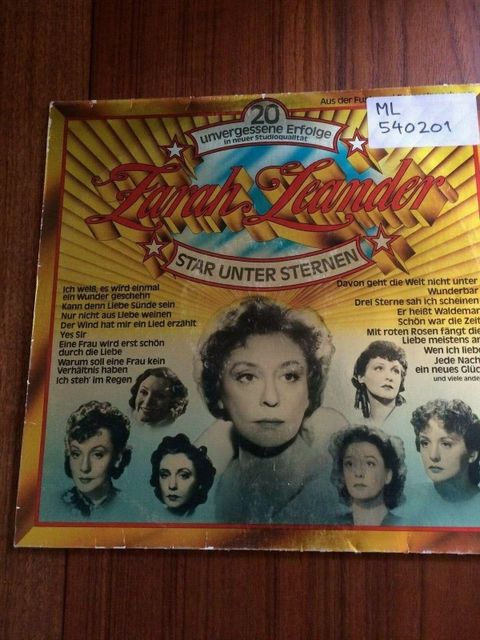 Aus der
ML
540201
20
unvergessene Erfolge
in neuer Studioqualität
Zarah Leander
STAR UNTER STERNEN
Ich weiß, es wird einmal
ein Wunder geschehn
Kann denn Liebe Sünde sein
Nur nicht aus Liebe weinen
Der Wind hat mir ein Lied erzählt
Yes Sir
Eine Frau wird erst schön
durch die Liebe
Warum soll eine Frau kein
Verhältnis haben
Ich steh' im Regen
Davon geht die Welt nicht unter
Wunderbar
Drei Sterne sah ich scheinen
Er heißt Waldemar
Schön war die Zeit
Mit roten Rosen fängt die
Liebe meistens an
Wen ich liebe
Jede Nach
ein neues Glüc
und viele ande